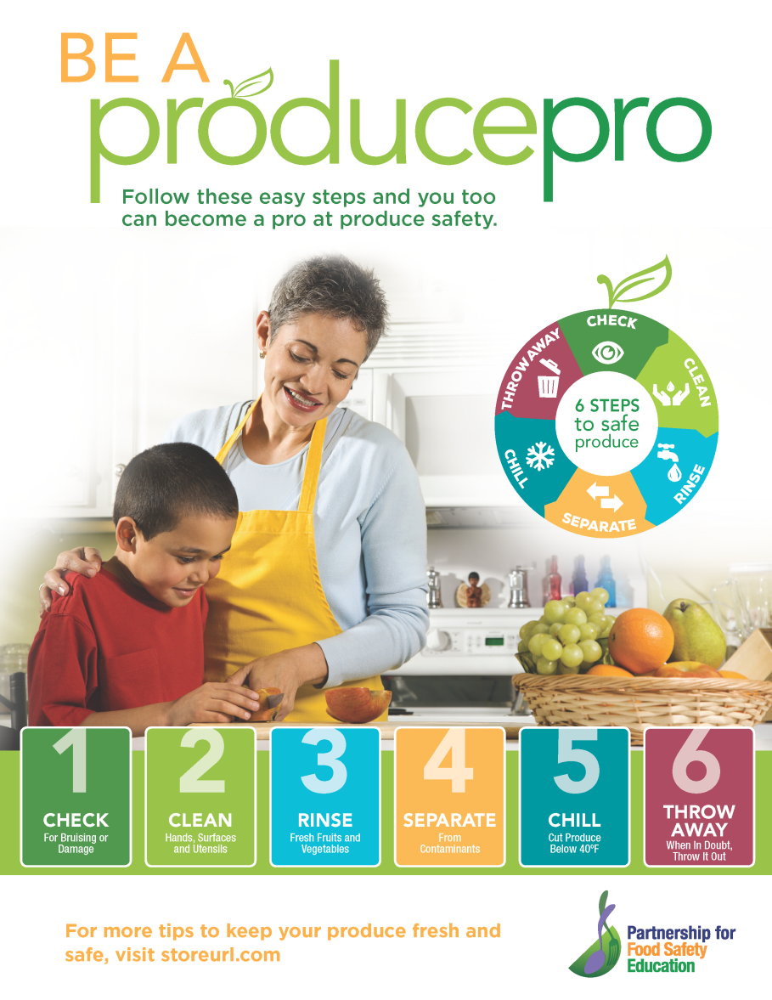 BE A
producepro
Follow these easy steps and you too
can become a pro at produce safety.
CHECK
CLEAN
RINSE
SEPARATE
CHILL
THROW AWAY
6 STEPS
to safe
produce
1
CHECK
For Bruising or
Damage
2
CLEAN
Hands, Surfaces
and Utensils
3
RINSE
Fresh Fruits and
Vegetables
4
SEPARATE
From
Contaminants
5
CHILL
Cut Produce
Below 40ºF
6
THROW
AWAY
When In Doubt,
Throw It Out
For more tips to keep your produce fresh and
safe, visit storeurl.com
Partnership for
Food Safety
Education